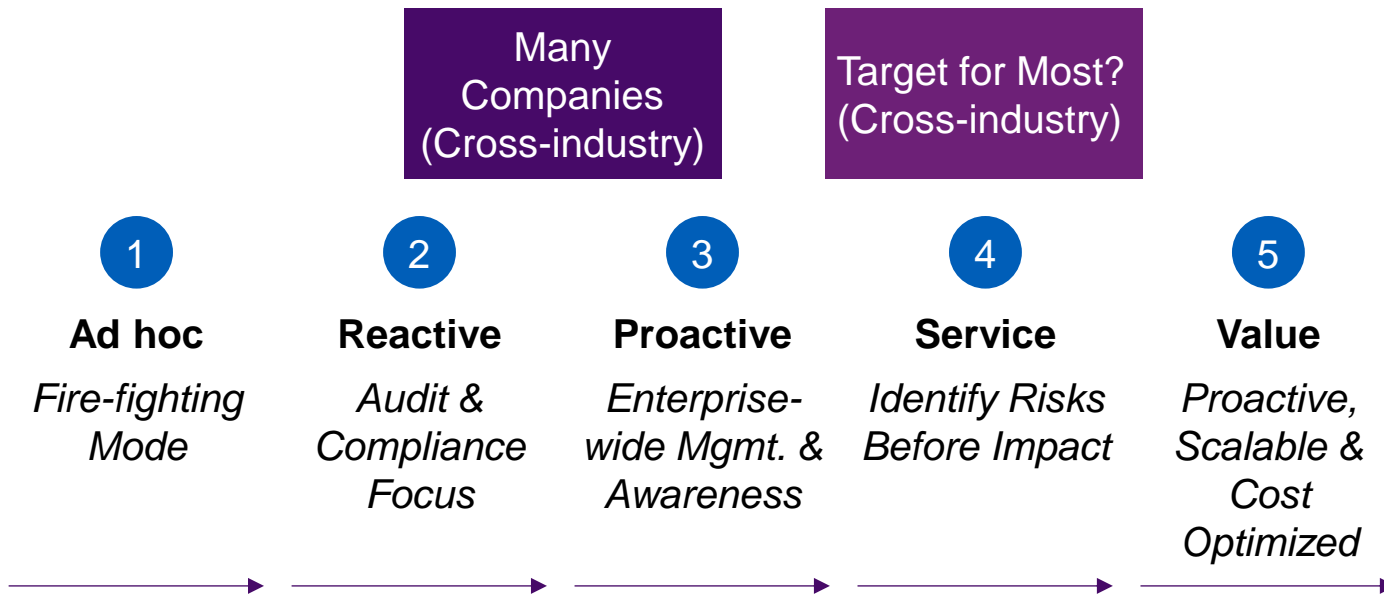 Many
Companies
(Cross-industry)
Target for Most?
(Cross-industry)
1
2
3
4
5
Ad hoc
Reactive
Proactive
Service
Value
Fire-fighting
Mode
Audit &
Compliance
Focus
Enterprise-
wide Mgmt. &
Awareness
Identify Risks
Before Impact
Proactive,
Scalable &
Cost
Optimized